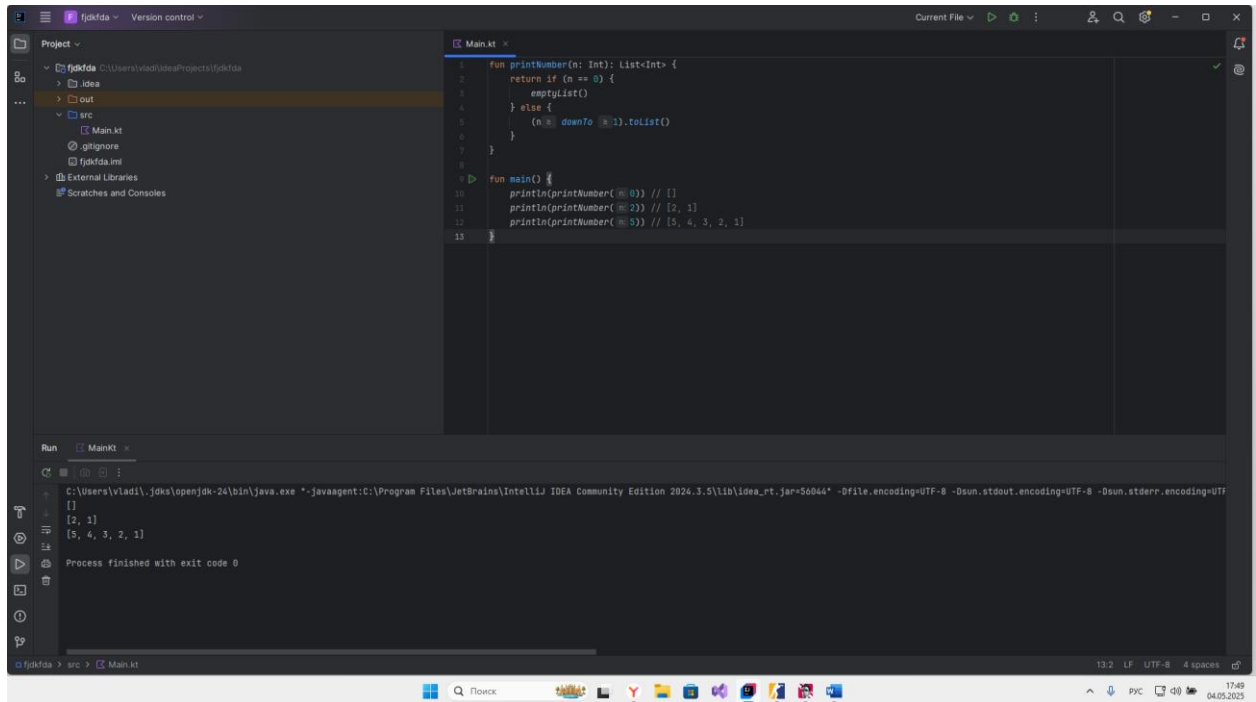 F fjdkfda Version control Current File
Project
Main.kt
fjdkfda C:\Users\vladi\IdeaProjects\fjdkfda
.idea
out
src
Main.kt
.gitignore
fjdkfda.iml
External Libraries
Scratches and Consoles
1 fun printNumber(n: Int): List<Int> {
2 return if (n == 0) {
3 emptyList()
4 } else {
5 (n downTo 1).toList()
6 }
7 }
8
9 fun main() {
10 println(printNumber( n: 0)) // []
11 println(printNumber( n: 2)) // [2, 1]
12 println(printNumber( n: 5)) // [5, 4, 3, 2, 1]
13 }
Run MainKt
C:\Users\vladi\.jdks\openjdk-24\bin\java.exe "-javaagent:C:\Program Files\JetBrains\IntelliJ IDEA Community Edition 2024.3.5\lib\idea_rt.jar=56044" -Dfile.encoding=UTF-8 -Dsun.stdout.encoding=UTF-8 -Dsun.stderr.encoding=UTF
[]
[2, 1]
[5, 4, 3, 2, 1]
Process finished with exit code 0
fjdkfda > src > Main.kt 13:2 LF UTF-8 4 spaces
Поиск РУС 17:49
04.05.2025